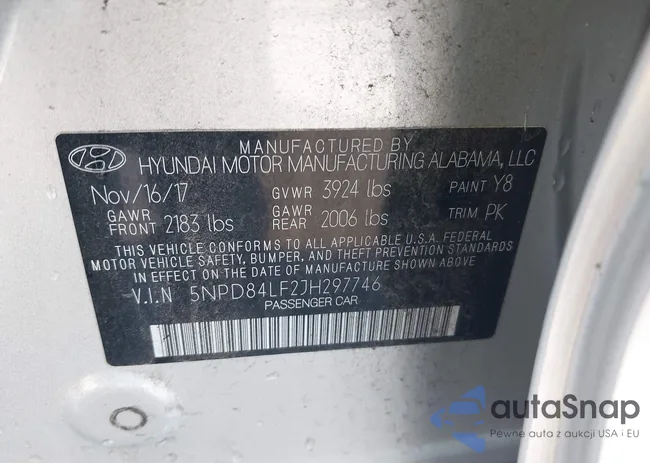 MANUFACTURED BY
HYUNDAI MOTOR MANUFACTURING ALABAMA, LLC
Nov/16/17 GVWR 3924 lbs PAINT Y8
GAWR FRONT 2183 lbs GAWR REAR 2006 lbs TRIM PK
THIS VEHICLE CONFORMS TO ALL APPLICABLE U.S.A. FEDERAL
MOTOR VEHICLE SAFETY, BUMPER, AND THEFT PREVENTION STANDARDS
IN EFFECT ON THE DATE OF MANUFACTURE SHOWN ABOVE.
V.I.N 5NPD84LF2JH297746
PASSENGER CAR
autaSnap
Pewne auta z aukcji USA i EU